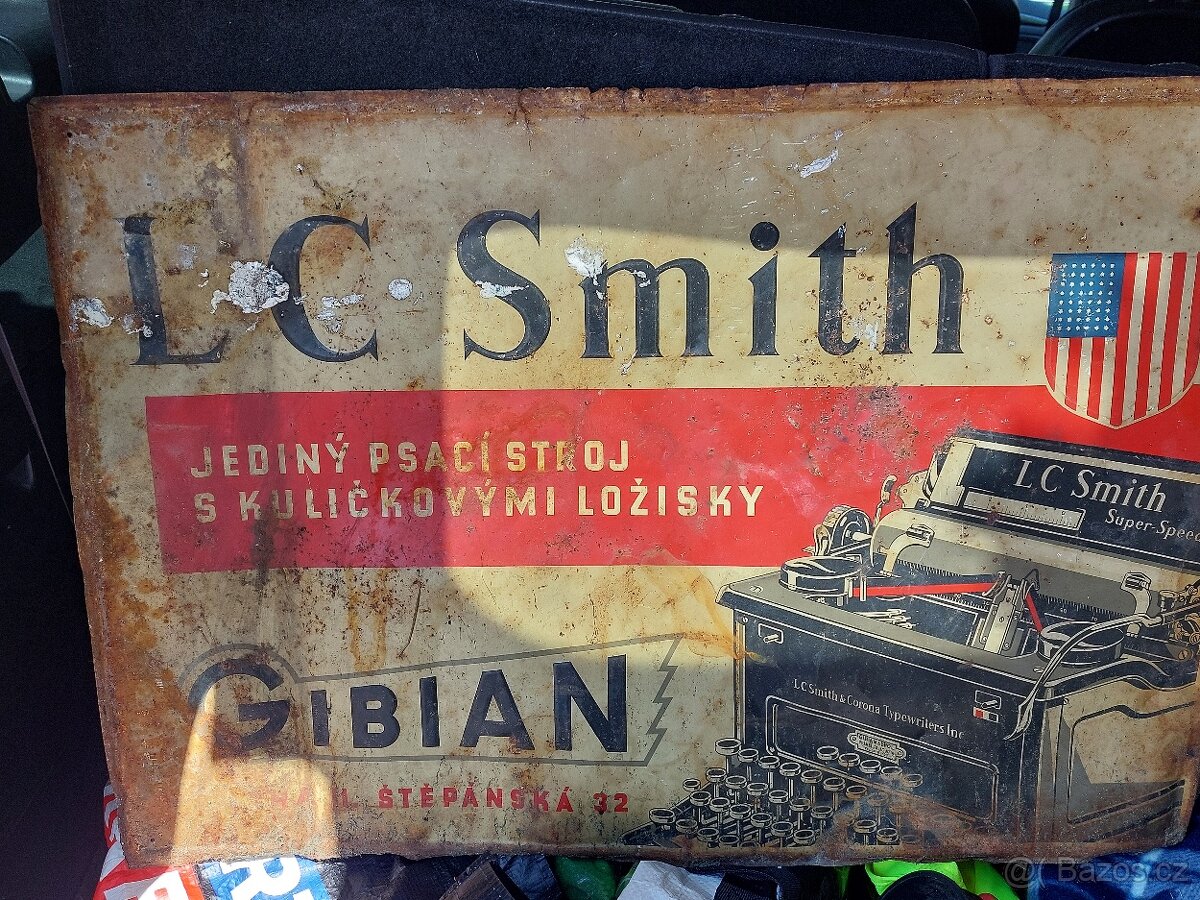 LC Smith
JEDINÝ PSACÍ STROJ
S KULIČKOVÝMI LOŽISKY
LC Smith
Super-Speed
LC Smith & Corona Typewriters Inc
GIBIAN
ŠTĚPÁNSKÁ 32
@ Bazos.cz